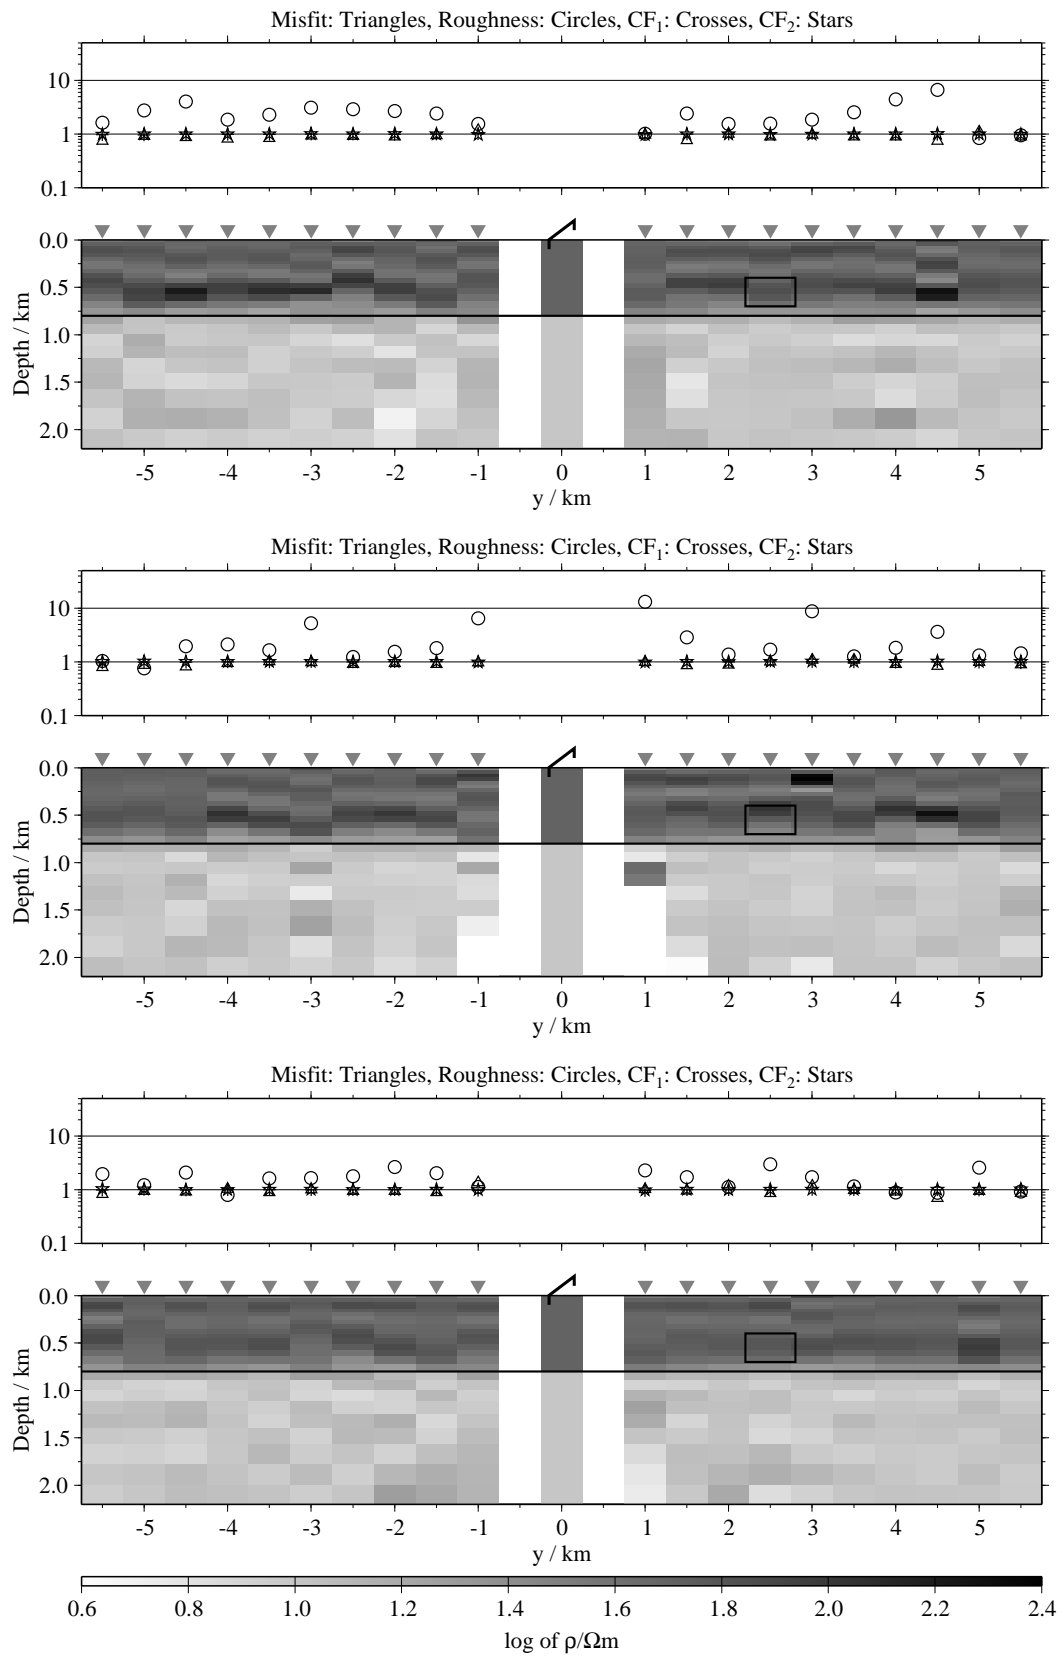 Misfit: Triangles, Roughness: Circles, CF₁: Crosses, CF₂: Stars
10
1
0.1
0.0
0.5
1.0
1.5
2.0
Depth / km
-5 -4 -3 -2 -1 0 1 2 3 4 5
y / km
Misfit: Triangles, Roughness: Circles, CF₁: Crosses, CF₂: Stars
10
1
0.1
0.0
0.5
1.0
1.5
2.0
Depth / km
-5 -4 -3 -2 -1 0 1 2 3 4 5
y / km
Misfit: Triangles, Roughness: Circles, CF₁: Crosses, CF₂: Stars
10
1
0.1
0.0
0.5
1.0
1.5
2.0
Depth / km
-5 -4 -3 -2 -1 0 1 2 3 4 5
y / km
0.6 0.8 1.0 1.2 1.4 1.6 1.8 2.0 2.2 2.4
log of ρ/Ωm